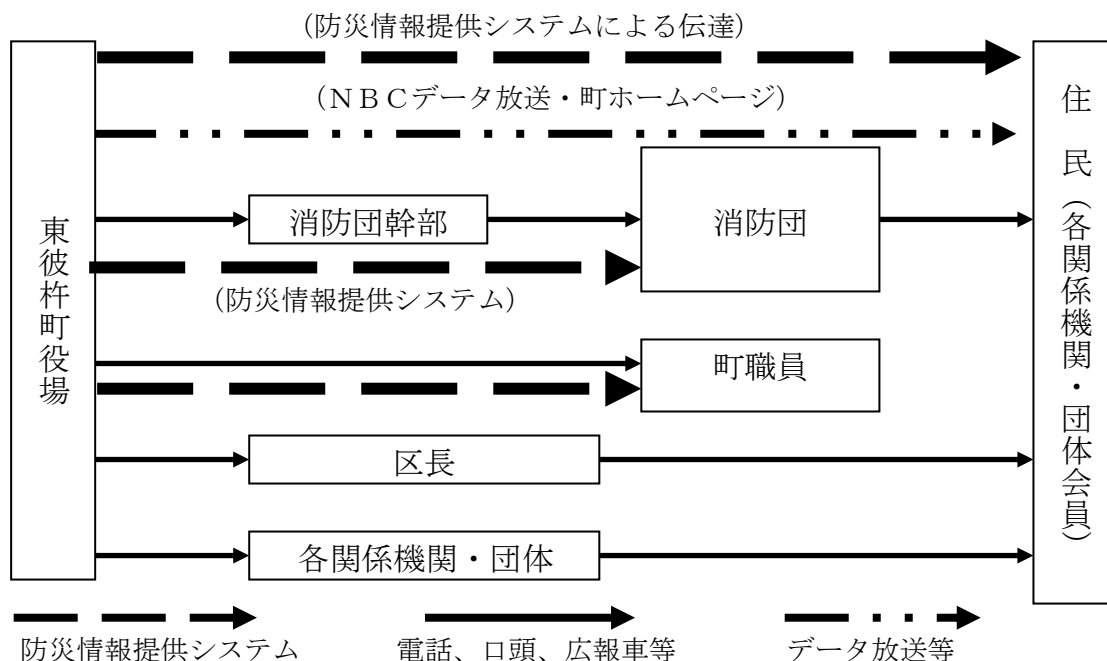 (防災情報提供システムによる伝達)
(NBCデータ放送・町ホームページ)
東彼杵町役場
消防団幹部
消防団
(防災情報提供システム)
町職員
区長
各関係機関・団体
住民(各関係機関・団体会員)
防災情報提供システム
電話、口頭、広報車等
データ放送等